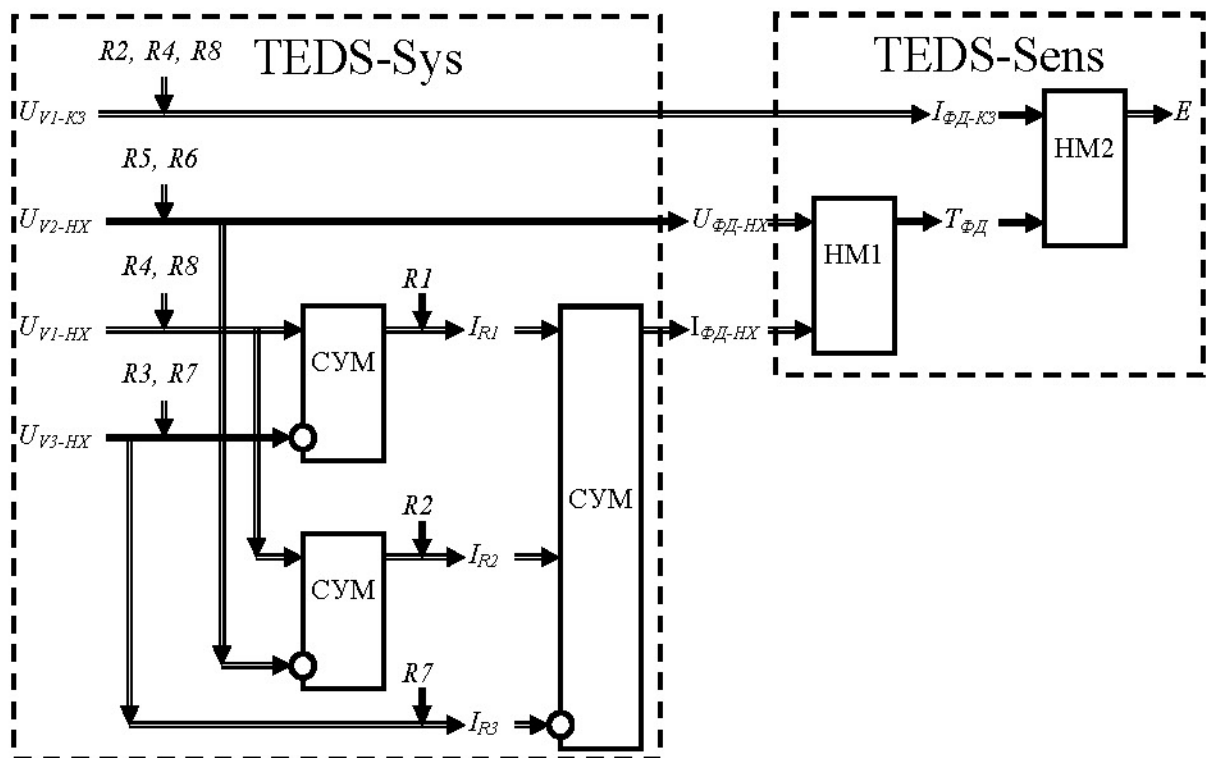 R2, R4, R8
TEDS-Sys
TEDS-Sens
U_V1-КЗ
I_ФД-КЗ
E
НМ2
R5, R6
U_V2-НХ
U_ФД-НХ
T_ФД
НМ1
R4, R8
R1
U_V1-НХ
I_R1
I_ФД-НХ
СУМ
R3, R7
U_V3-НХ
СУМ
R2
I_R2
СУМ
R7
I_R3